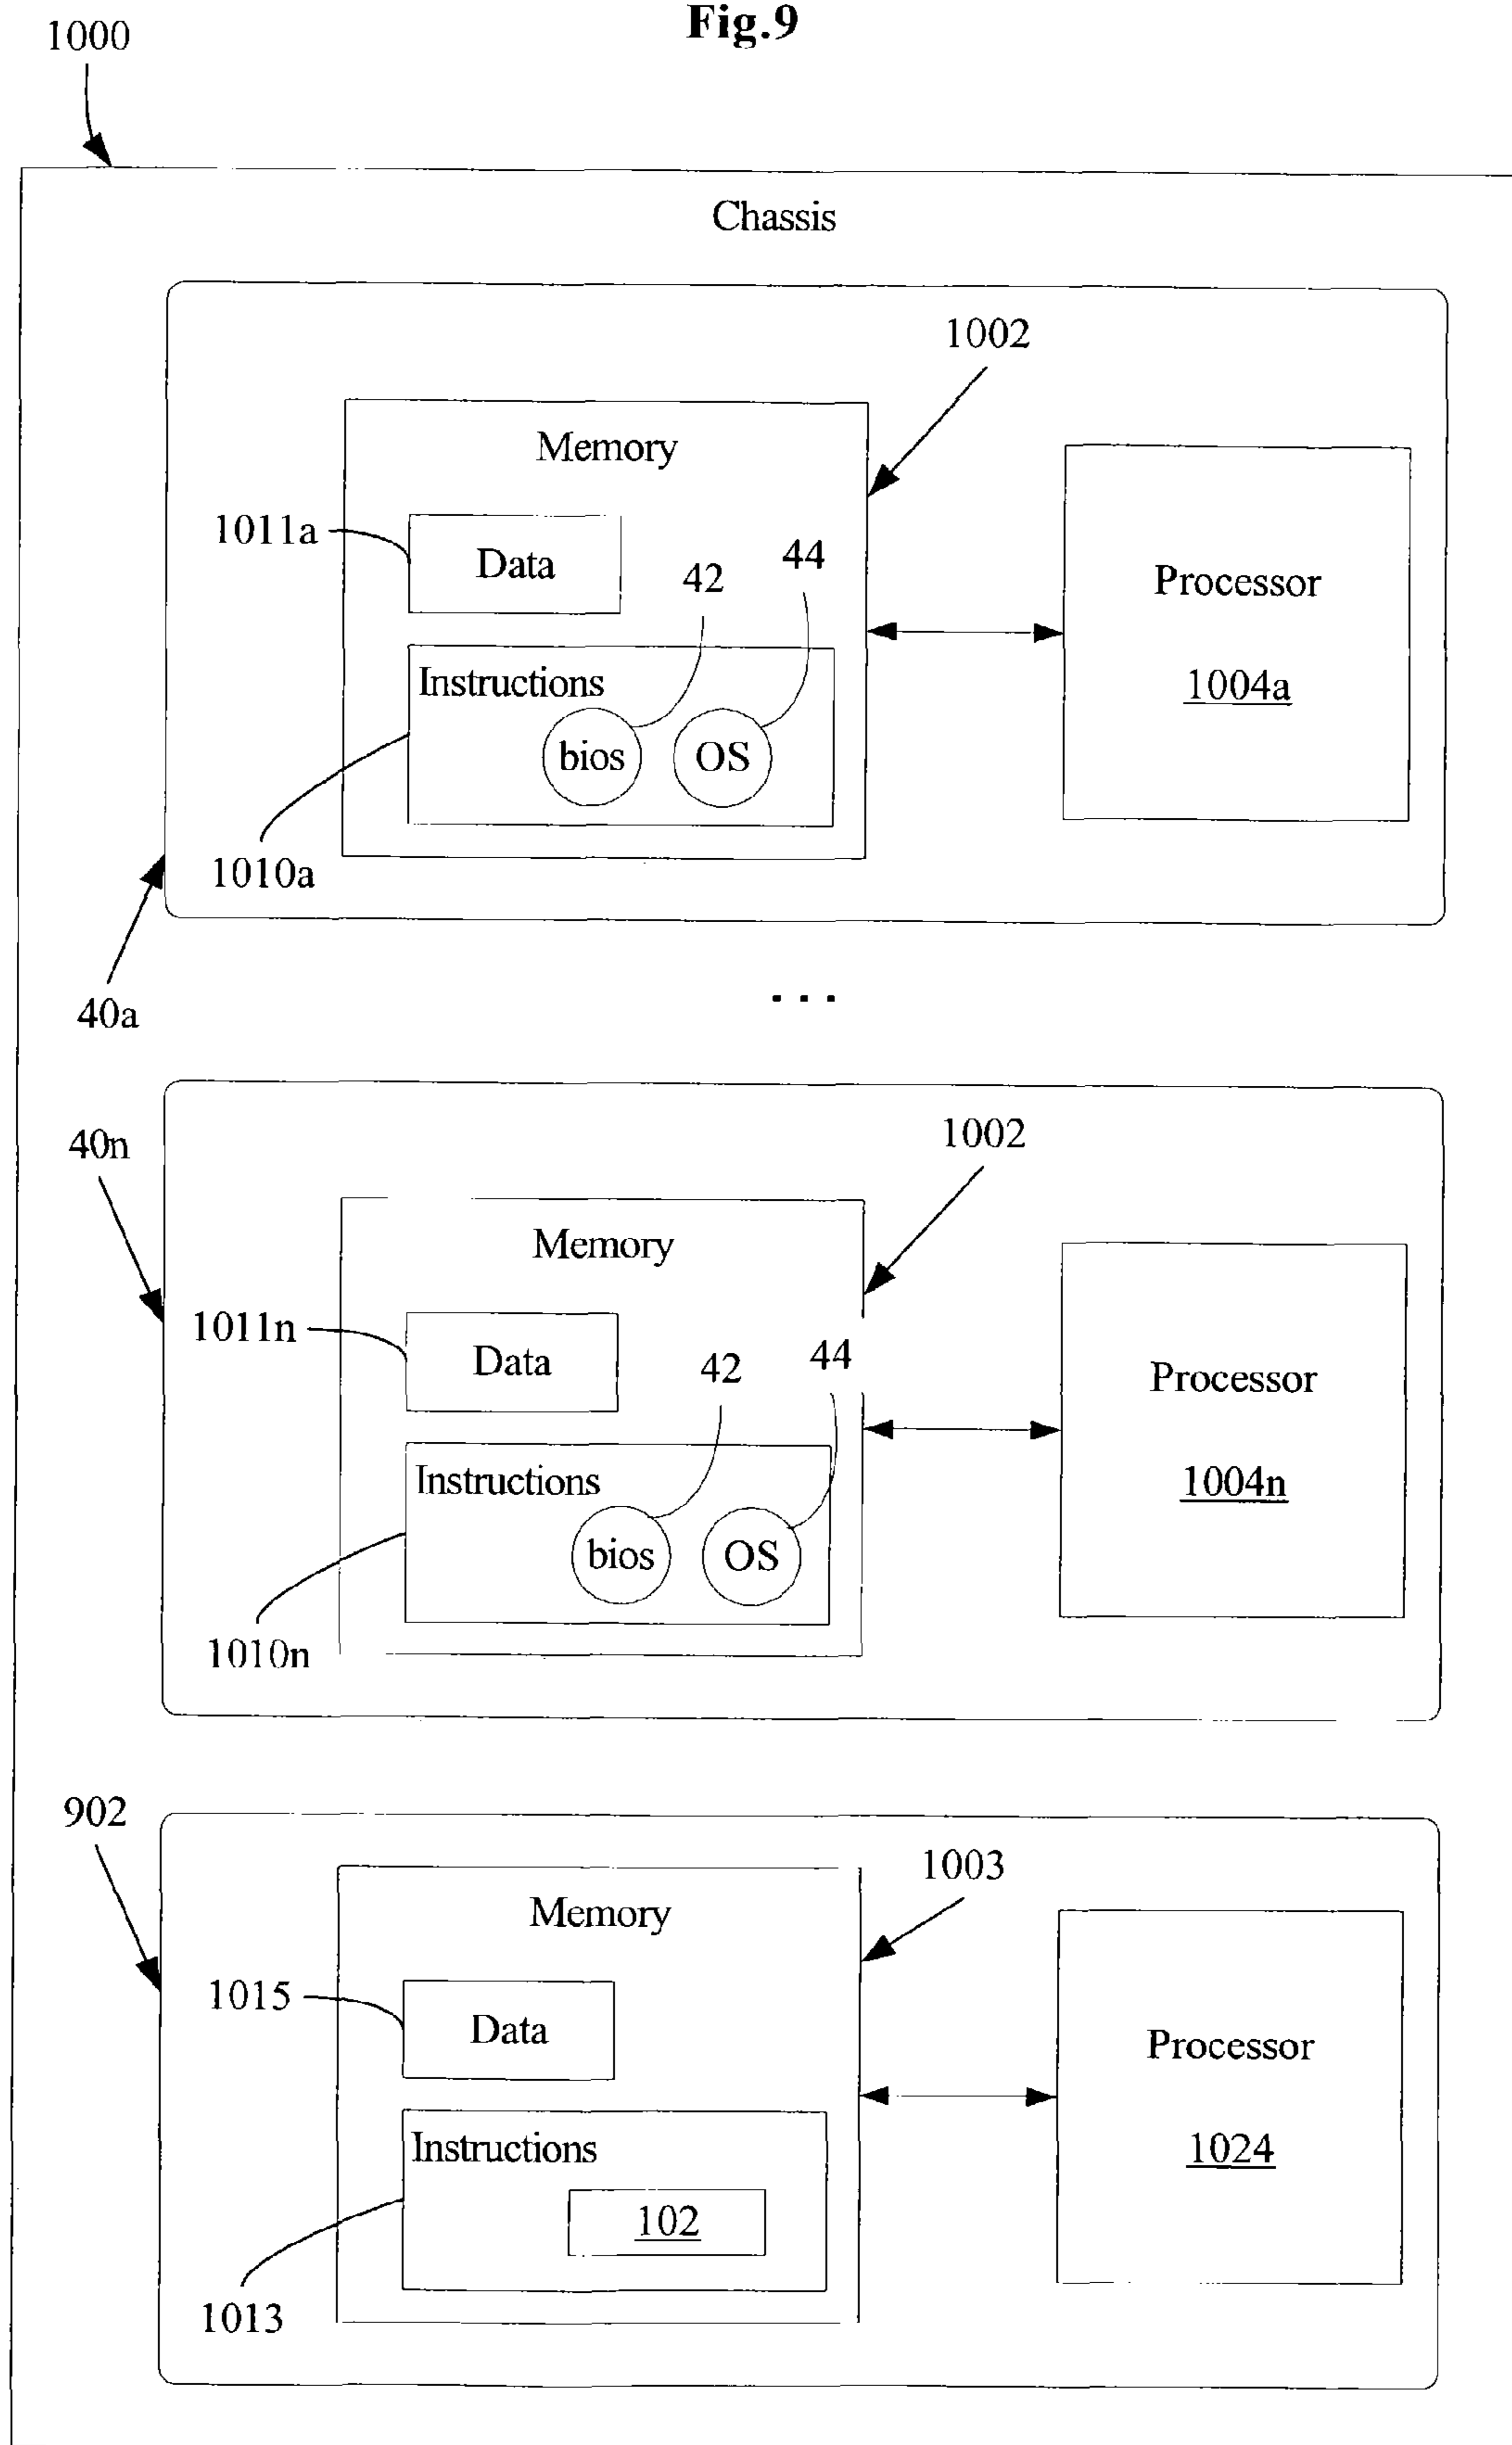 Fig.9
1000
Chassis
1002
Memory
1011a
Data
42
44
Processor
1004a
Instructions
bios
OS
1010a
40a
...
40n
1002
Memory
1011n
Data
42
44
Processor
1004n
Instructions
bios
OS
1010n
902
1003
Memory
1015
Data
Processor
1024
Instructions
102
1013